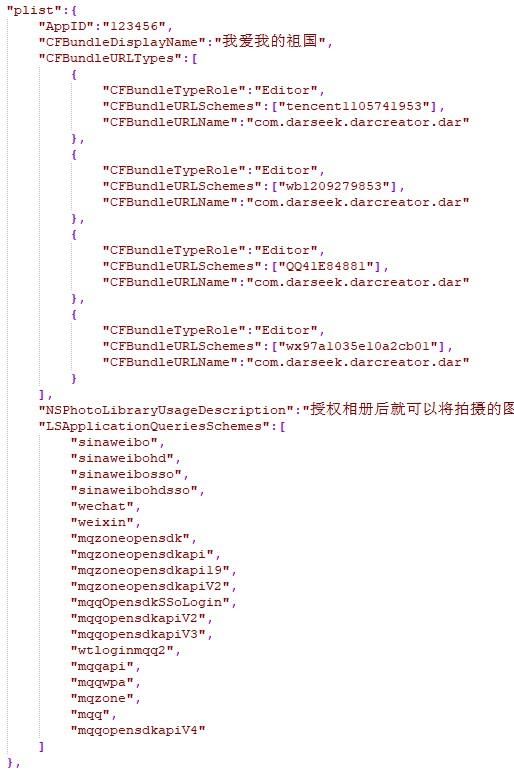 "plist":{
"AppID":"123456",
"CFBundleDisplayName":"我爱我的祖国",
"CFBundleURLTypes":[
{
"CFBundleTypeRole":"Editor",
"CFBundleURLSchemes":["tencent1105741953"],
"CFBundleURLName":"com.darseek.darcreator.dar"
},
{
"CFBundleTypeRole":"Editor",
"CFBundleURLSchemes":["wb1209279853"],
"CFBundleURLName":"com.darseek.darcreator.dar"
},
{
"CFBundleTypeRole":"Editor",
"CFBundleURLSchemes":["QQ41E84881"],
"CFBundleURLName":"com.darseek.darcreator.dar"
},
{
"CFBundleTypeRole":"Editor",
"CFBundleURLSchemes":["wx97a1035e10a2cb01"],
"CFBundleURLName":"com.darseek.darcreator.dar"
}
],
"NSPhotoLibraryUsageDescription":"授权相册后就可以将拍摄的图
"LSApplicationQueriesSchemes":[
"sinaweibo",
"sinaweibohd",
"sinaweibosso",
"sinaweibohdsso",
"wechat",
"weixin",
"mqzoneopensdk",
"mqzoneopensdkapi",
"mqzoneopensdkapi19",
"mqzoneopensdkapiV2",
"mqqOpensdkSSoLogin",
"mqqopensdkapiV2",
"mqqopensdkapiV3",
"wtloginmqq2",
"mqqapi",
"mqqwpa",
"mqzone",
"mqq",
"mqqopensdkapiV4"
]
},